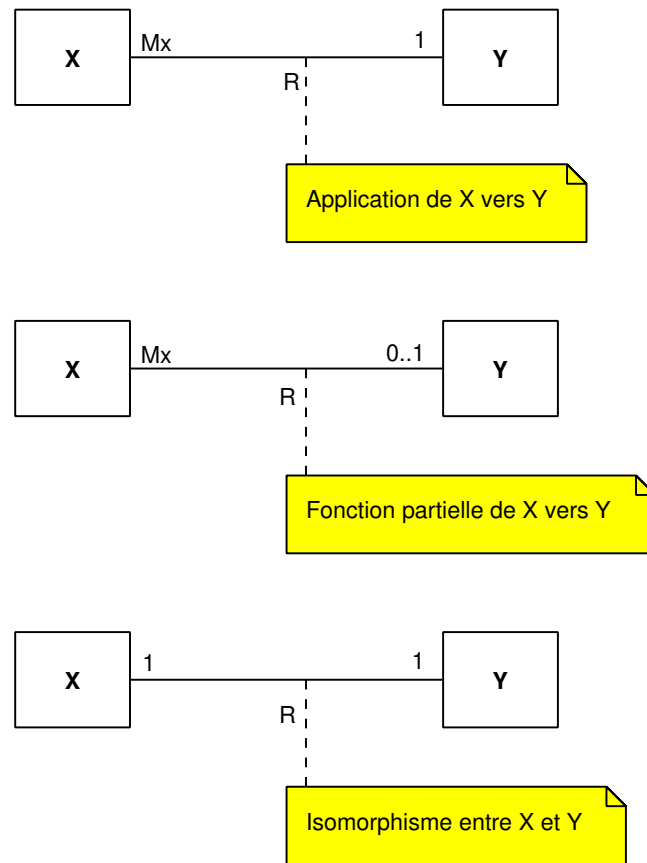 X Mx 1 Y
R
Application de X vers Y
X Mx 0..1 Y
R
Fonction partielle de X vers Y
X 1 1 Y
R
Isomorphisme entre X et Y